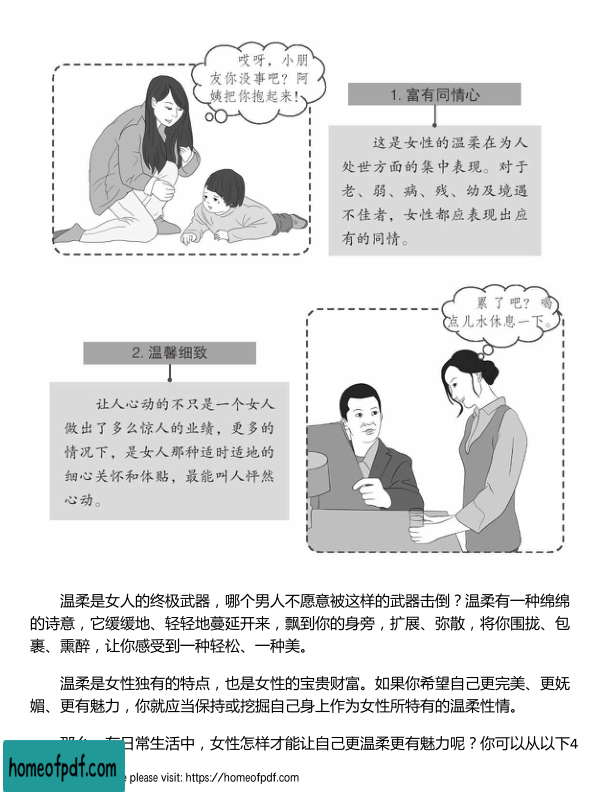 哎呀，小朋
友你没事吧？阿
姨把你抱起来！
1. 富有同情心
这是女性的温柔在为人
处世方面的集中表现。对于
老、弱、病、残、幼及境遇
不佳者，女性都应表现出应
有的同情。
累了吧？喝
点儿水休息一下。
2. 温馨细致
让人心动的不只是一个女人
做出了多么惊人的业绩，更多的
情况下，是女人那种适时适地的
细心关怀和体贴，最能叫人怦然
心动。
温柔是女人的终极武器，哪个男人不愿意被这样的武器击倒？温柔有一种绵绵
的诗意，它缓缓地、轻轻地蔓延开来，飘到你的身旁，扩展、弥散，将你围拢、包
裹、熏醉，让你感受到一种轻松、一种美。
温柔是女性独有的特点，也是女性的宝贵财富。如果你希望自己更完美、更妩
媚、更有魅力，你就应当保持或挖掘自己身上作为女性所特有的温柔性情。
日常生活中，女性怎样才能让自己更温柔更有魅力呢？你可以从以下4
homeofpdf.com
please visit: https://homeofpdf.com